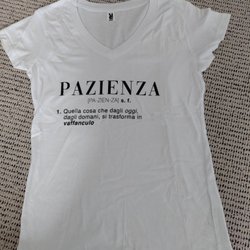 PAZIENZA
[PA-ZIEN-ZA] s. f.
1. Quella cosa che dagli oggi,
dagli domani, si trasforma in
vaffanculo